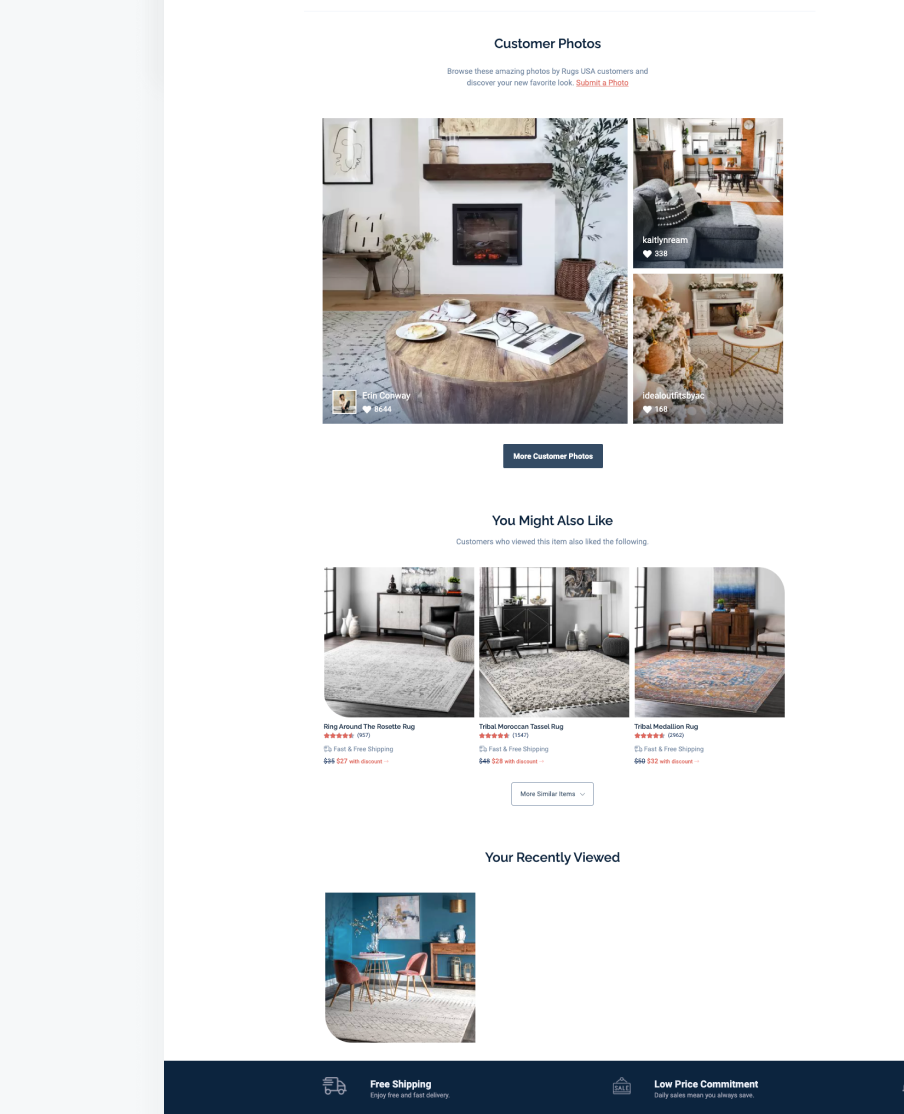 Customer Photos
Browse these amazing photos by Rugs USA customers and
discover your new favorite look. Submit a Photo
kaitlynream
338
Erin Conway
8644
idealoutfitsbyac
168
More Customer Photos
You Might Also Like
Customers who viewed this item also liked the following.
Ring Around The Rosette Rug
(957)
Fast & Free Shipping
$35 $27 with discount →
Tribal Moroccan Tassel Rug
(1547)
Fast & Free Shipping
$48 $28 with discount →
Tribal Medallion Rug
(2962)
Fast & Free Shipping
$50 $32 with discount →
More Similar Items
Your Recently Viewed
Free Shipping
Enjoy free and fast delivery.
SALE
Low Price Commitment
Daily sales mean you always save.